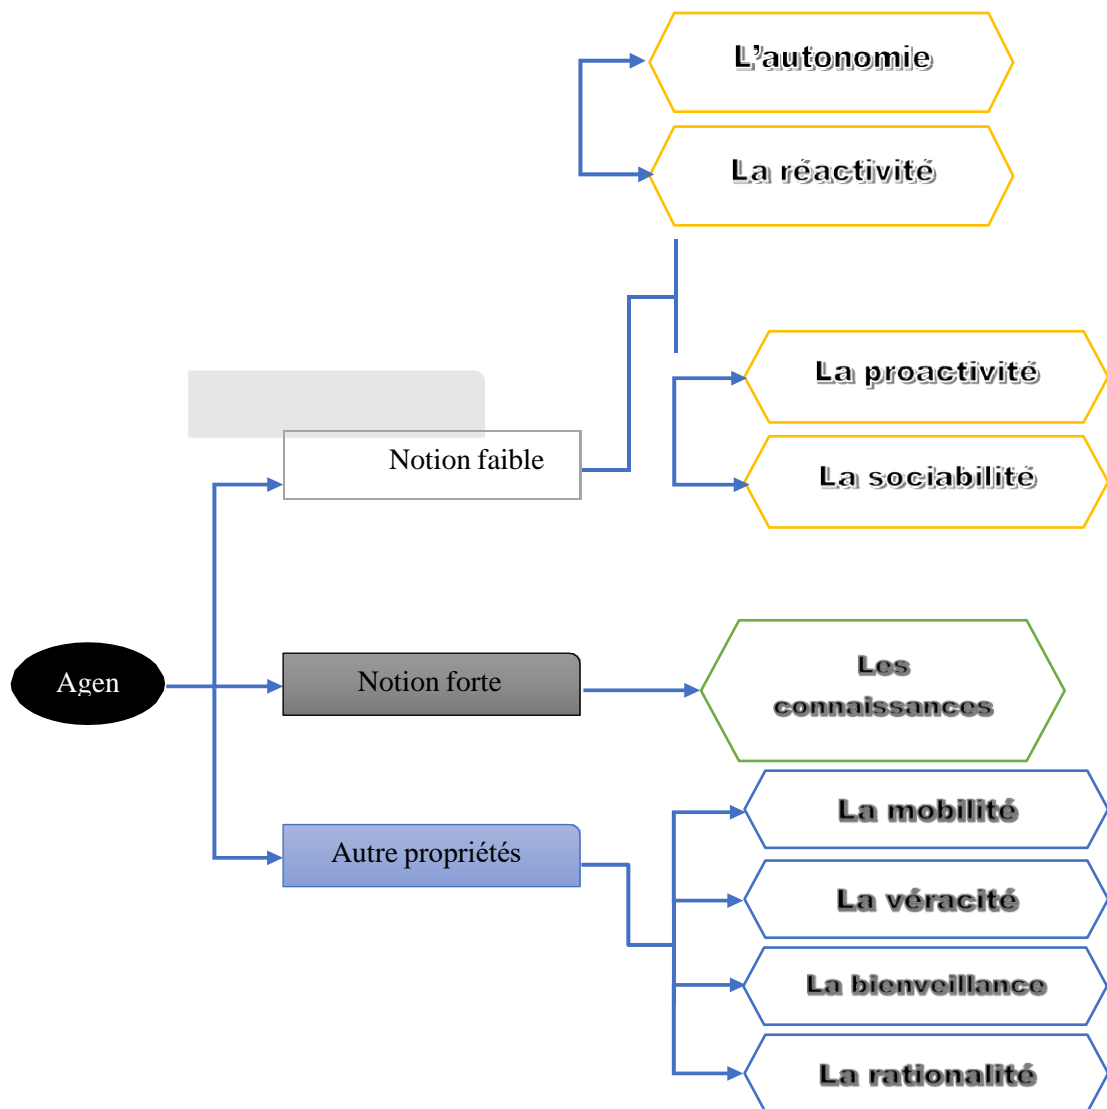 L'autonomie
La réactivité
La proactivité
Notion faible
La sociabilité
Agen
Notion forte
Les
connaissances
La mobilité
Autre propriétés
La véracité
La bienveillance
La rationalité